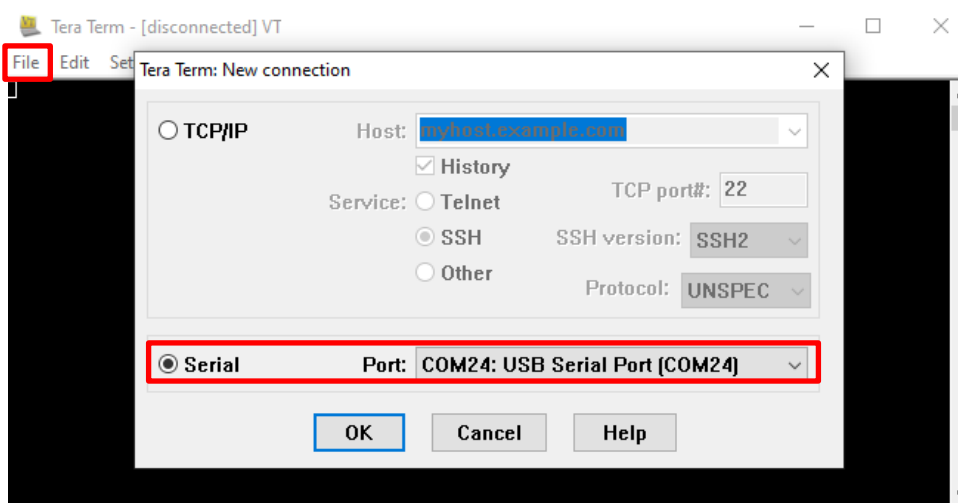 Tera Term - [disconnected] VT
File Edit Set
Tera Term: New connection
TCP/IP Host: myhost.example.com
History
Service: Telnet TCP port#: 22
SSH SSH version: SSH2
Other Protocol: UNSPEC
Serial Port: COM24: USB Serial Port (COM24)
OK Cancel Help